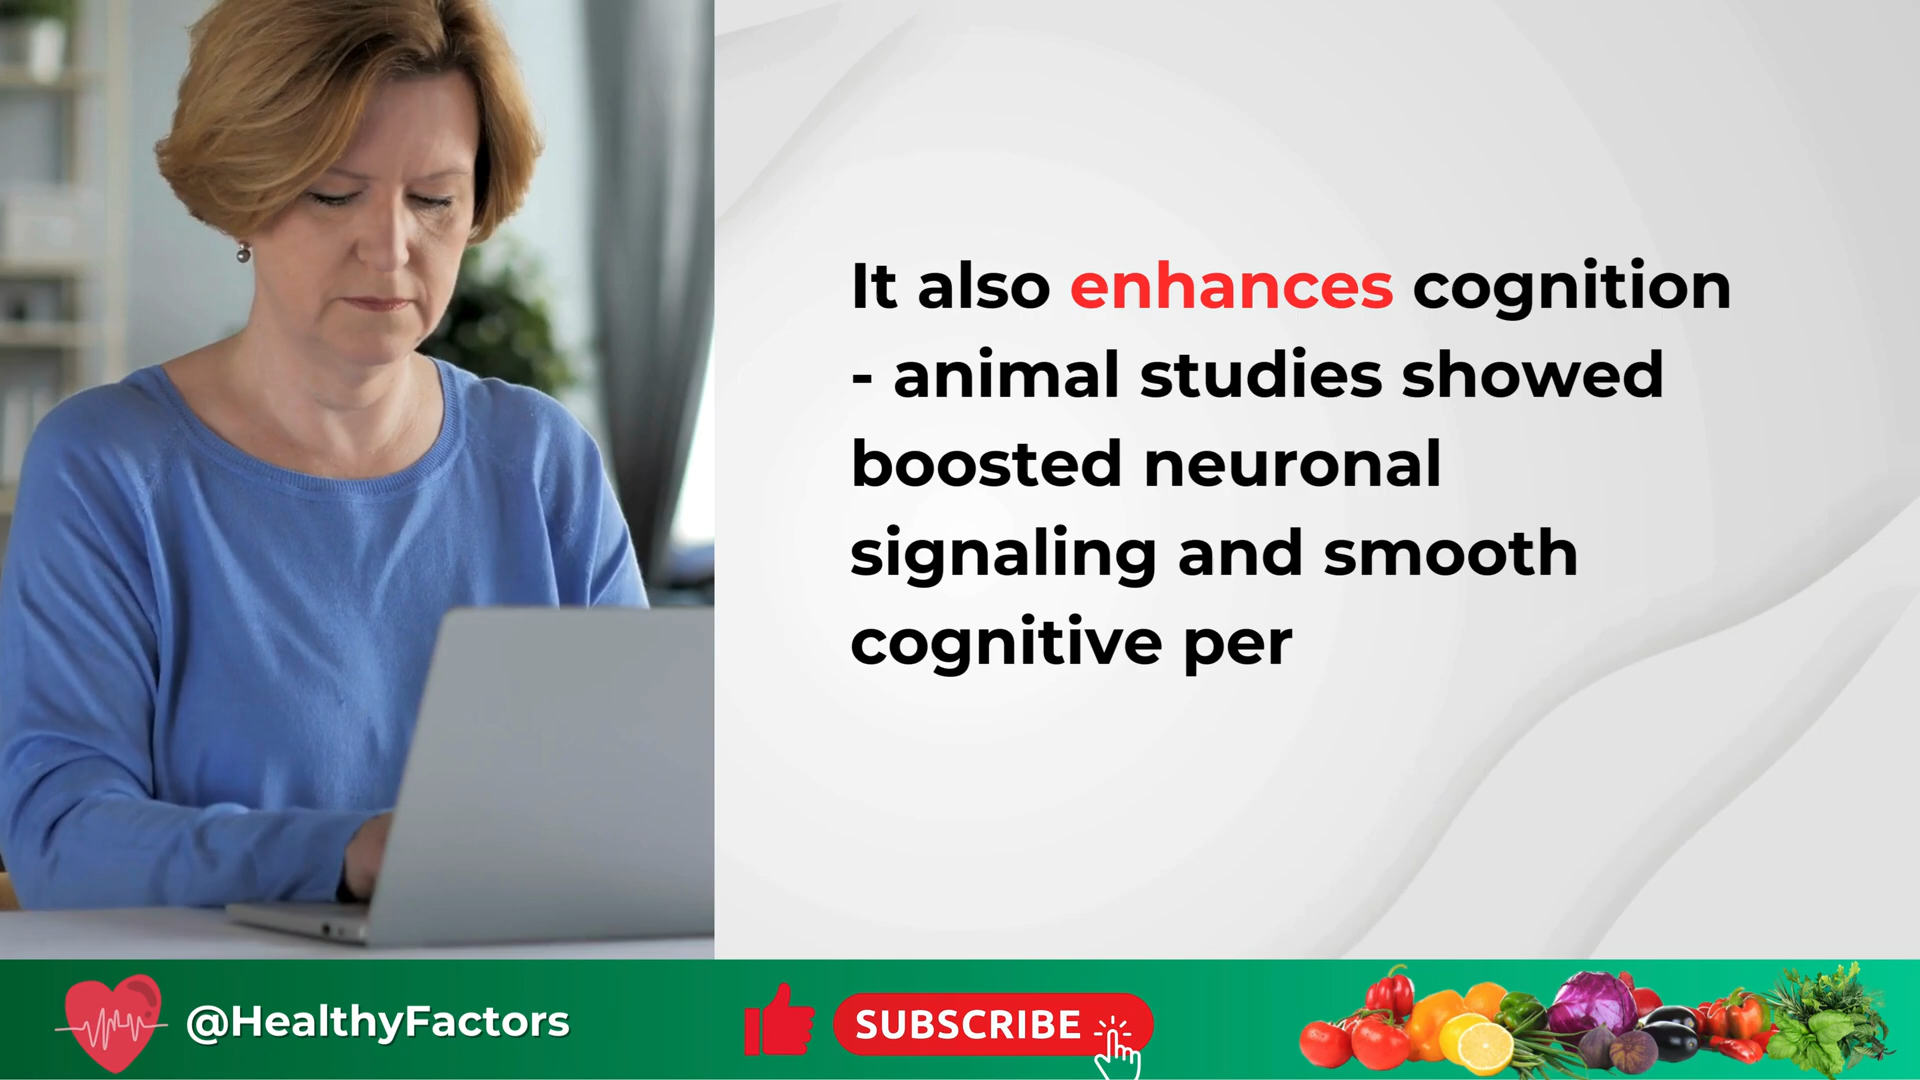 It also enhances cognition
- animal studies showed
boosted neuronal
signaling and smooth
cognitive per
@HealthyFactors
SUBSCRIBE